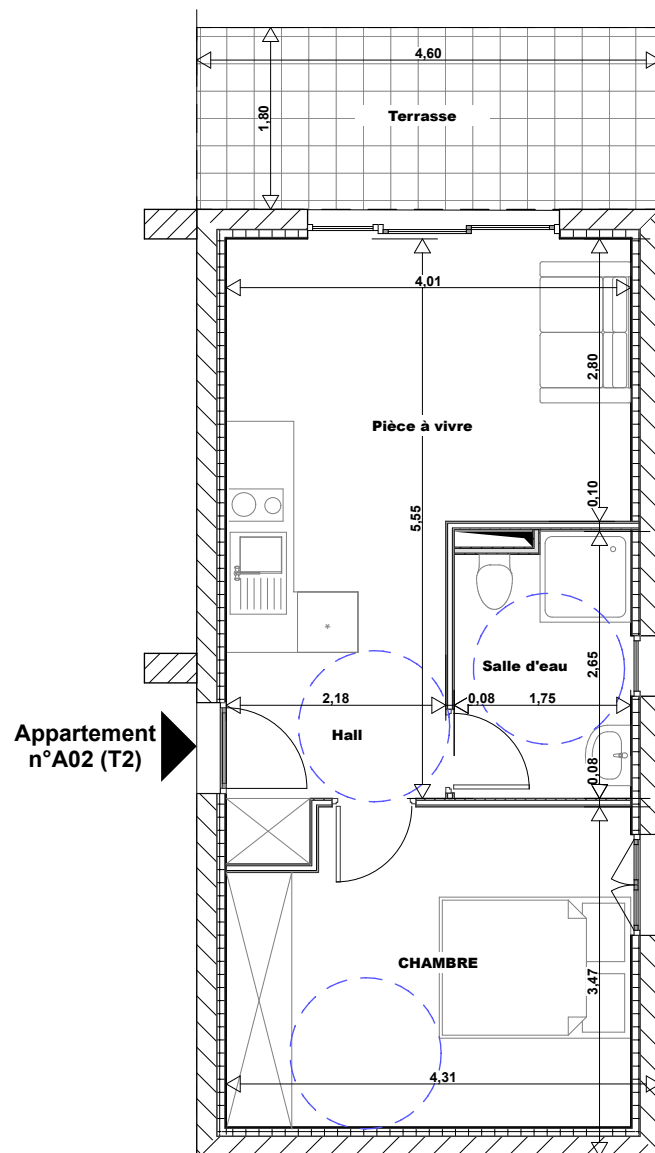 4,60
1,80
Terrasse
4,01
2,80
Pièce à vivre
0,10
5,55
Salle d'eau
2,65
2,18
0,08
1,75
Hall
Appartement
n°A02 (T2)
0,08
CHAMBRE
3,47
4,31